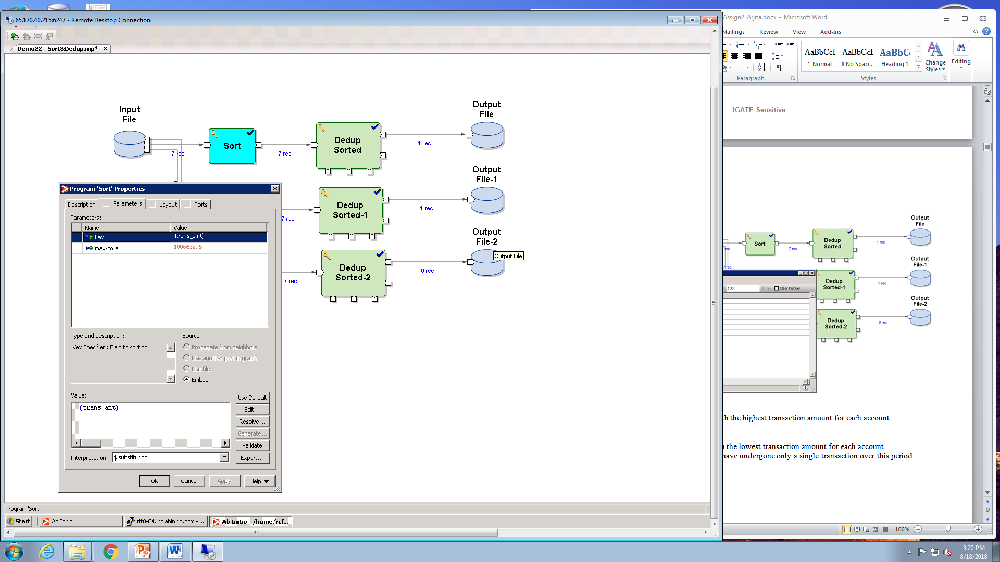 65.170.40.215:6247 - Remote Desktop Connection
Demo22 - Sort&Dedup.mp*
Input
File
7 rec
Sort
7 rec
Dedup
Sorted
1 rec
Output
File
7 rec
Dedup
Sorted-1
1 rec
Output
File-1
7 rec
Dedup
Sorted-2
0 rec
Output
File-2
Output File
Program 'Sort' Properties
Description
Parameters
Layout
Ports
Parameters:
Name Value
key {trans_amt}
max-core 100663296
Type and description:
Key Specifier : Field to sort on
Source:
Propagate from neighbors
Use another port in graph
Use file
Embed
Value:
{trans_amt}
Use Default
Edit...
Resolve...
Generate...
Validate
Export...
Interpretation: $ substitution
OK Cancel Apply Help
Program 'Sort'
Start Ab Initio rtf8-64.rtf.abinitio.com -... Ab Initio - /home/rcf...
Assign2_Arjita.docx - Microsoft Word
Mailings Review View Add-Ins
AaBbCcI AaBbCcI AaBbC
¶ Normal ¶ No Spaci... Heading 1
Change
Styles
Editing
Paragraph Styles
IGATE Sensitive
Sort
7 rec
Dedup
Sorted
1 rec
Output
File
7 rec
100 Go Clear Display
Dedup
Sorted-1
1 rec
Output
File-1
Dedup
Sorted-2
0 rec
Output
File-2
the highest transaction amount for each account.
the lowest transaction amount for each account.
have undergone only a single transaction over this period.
100%
3:20 PM
8/18/2018